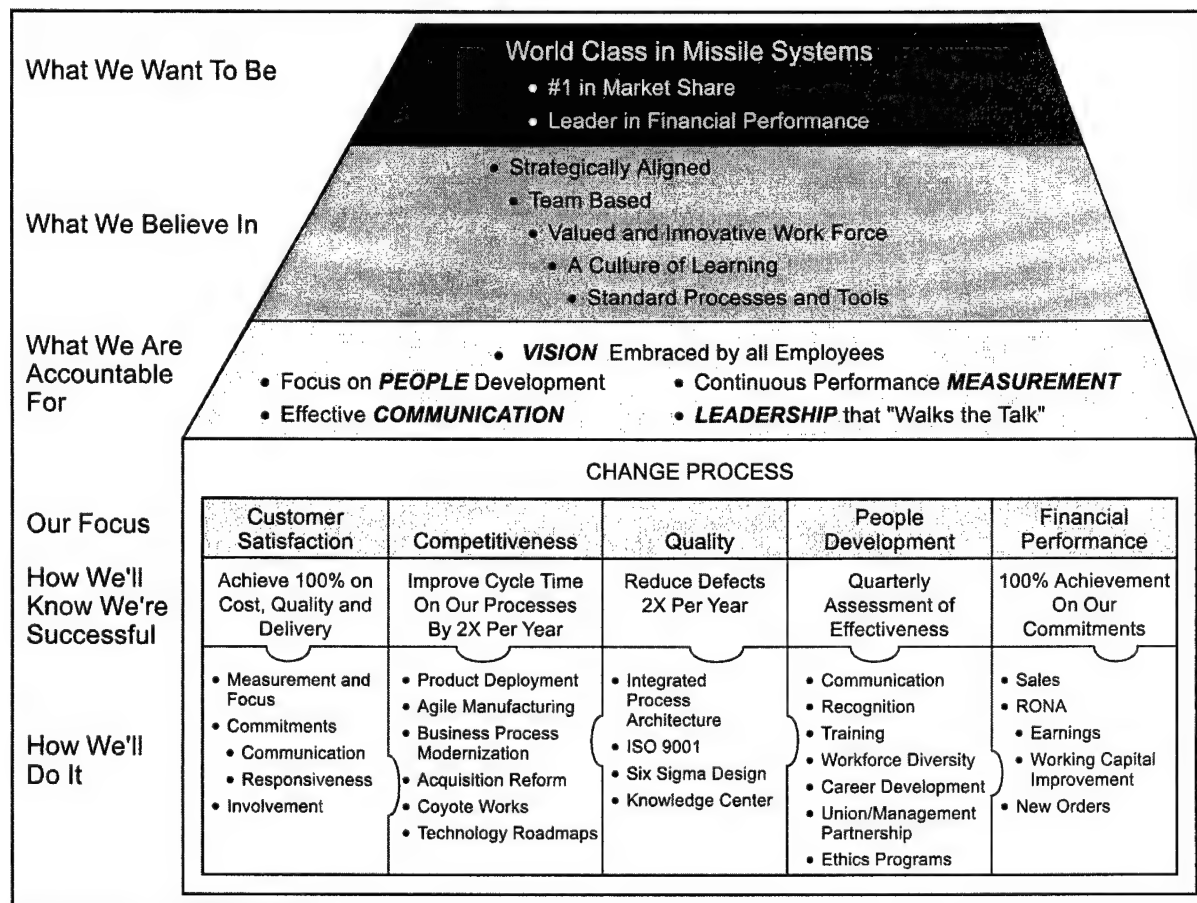 What We Want To Be
World Class in Missile Systems
• #1 in Market Share
• Leader in Financial Performance
What We Believe In
• Strategically Aligned
• Team Based
• Valued and Innovative Work Force
• A Culture of Learning
• Standard Processes and Tools
What We Are
Accountable
For
• VISION Embraced by all Employees
• Focus on PEOPLE Development
• Continuous Performance MEASUREMENT
• Effective COMMUNICATION
• LEADERSHIP that "Walks the Talk"
CHANGE PROCESS
Our Focus
Customer
Satisfaction
Competitiveness
Quality
People
Development
Financial
Performance
How We'll
Know We're
Successful
Achieve 100% on
Cost, Quality and
Delivery
Improve Cycle Time
On Our Processes
By 2X Per Year
Reduce Defects
2X Per Year
Quarterly
Assessment of
Effectiveness
100% Achievement
On Our
Commitments
How We'll
Do It
• Measurement and
Focus
• Commitments
• Communication
• Responsiveness
• Involvement
• Product Deployment
• Agile Manufacturing
• Business Process
Modernization
• Acquisition Reform
• Coyote Works
• Technology Roadmaps
• Integrated
Process
Architecture
• ISO 9001
• Six Sigma Design
• Knowledge Center
• Communication
• Recognition
• Training
• Workforce Diversity
• Career Development
• Union/Management
Partnership
• Ethics Programs
• Sales
• RONA
• Earnings
• Working Capital
Improvement
• New Orders